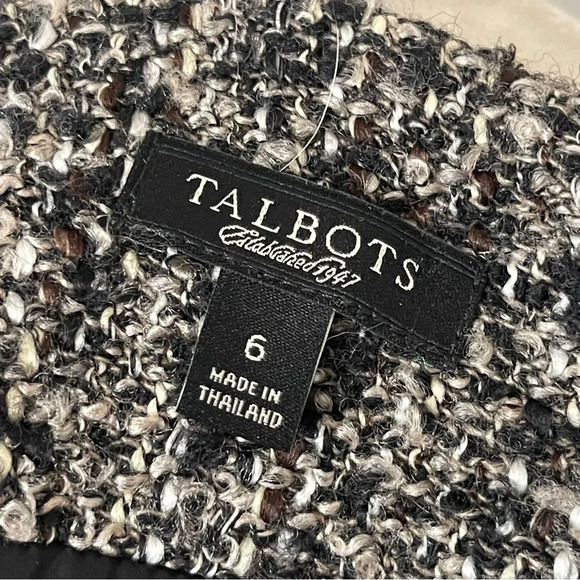 TALBOTS
Established 1947
6
MADE IN
THAILAND